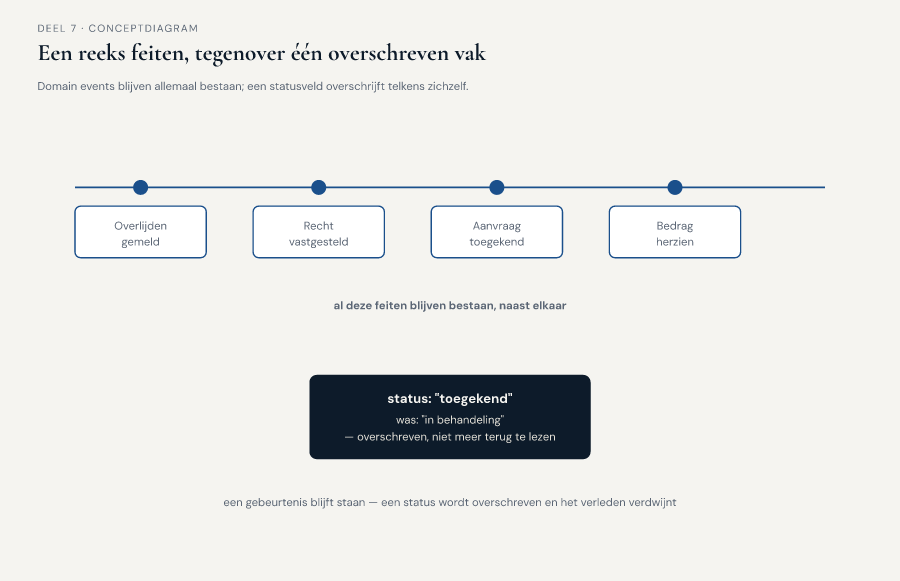 DEEL 7 · CONCEPTDIAGRAM
Een reeks feiten, tegenover één overschreven vak
Domain events blijven allemaal bestaan; een statusveld overschrijft telkens zichzelf.
Overlijden
gemeld
Recht
vastgesteld
Aanvraag
toegekend
Bedrag
herzien
al deze feiten blijven bestaan, naast elkaar
status: "toegekend"
was: "in behandeling"
— overschreven, niet meer terug te lezen
een gebeurtenis blijft staan — een status wordt overschreven en het verleden verdwijnt